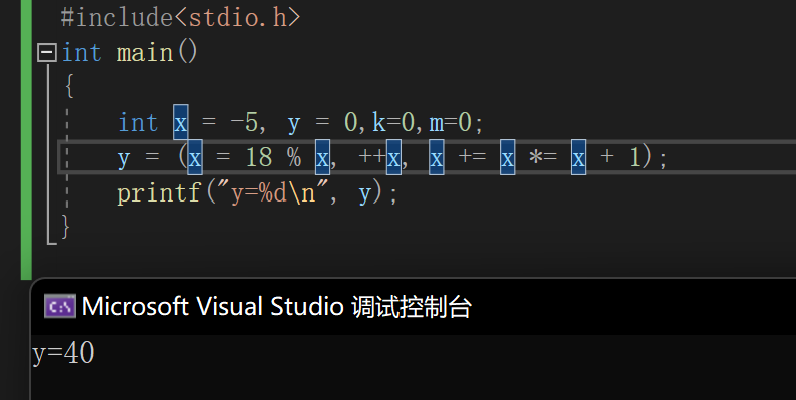 #include<stdio.h>
int main()
{
int x = -5, y = 0,k=0,m=0;
y = (x = 18 % x, ++x, x += x *= x + 1);
printf("y=%d\n", y);
}
Microsoft Visual Studio 调试控制台
y=40